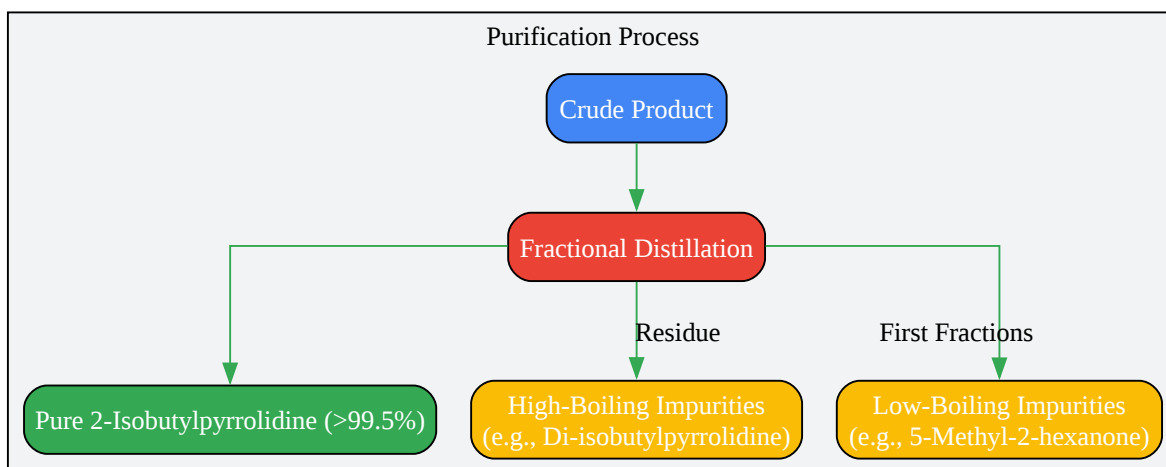 Purification Process
Crude Product
Fractional Distillation
Residue
First Fractions
Pure 2-Isobutylpyrrolidine (>99.5%)
High-Boiling Impurities
(e.g., Di-isobutylpyrrolidine)
Low-Boiling Impurities
(e.g., 5-Methyl-2-hexanone)